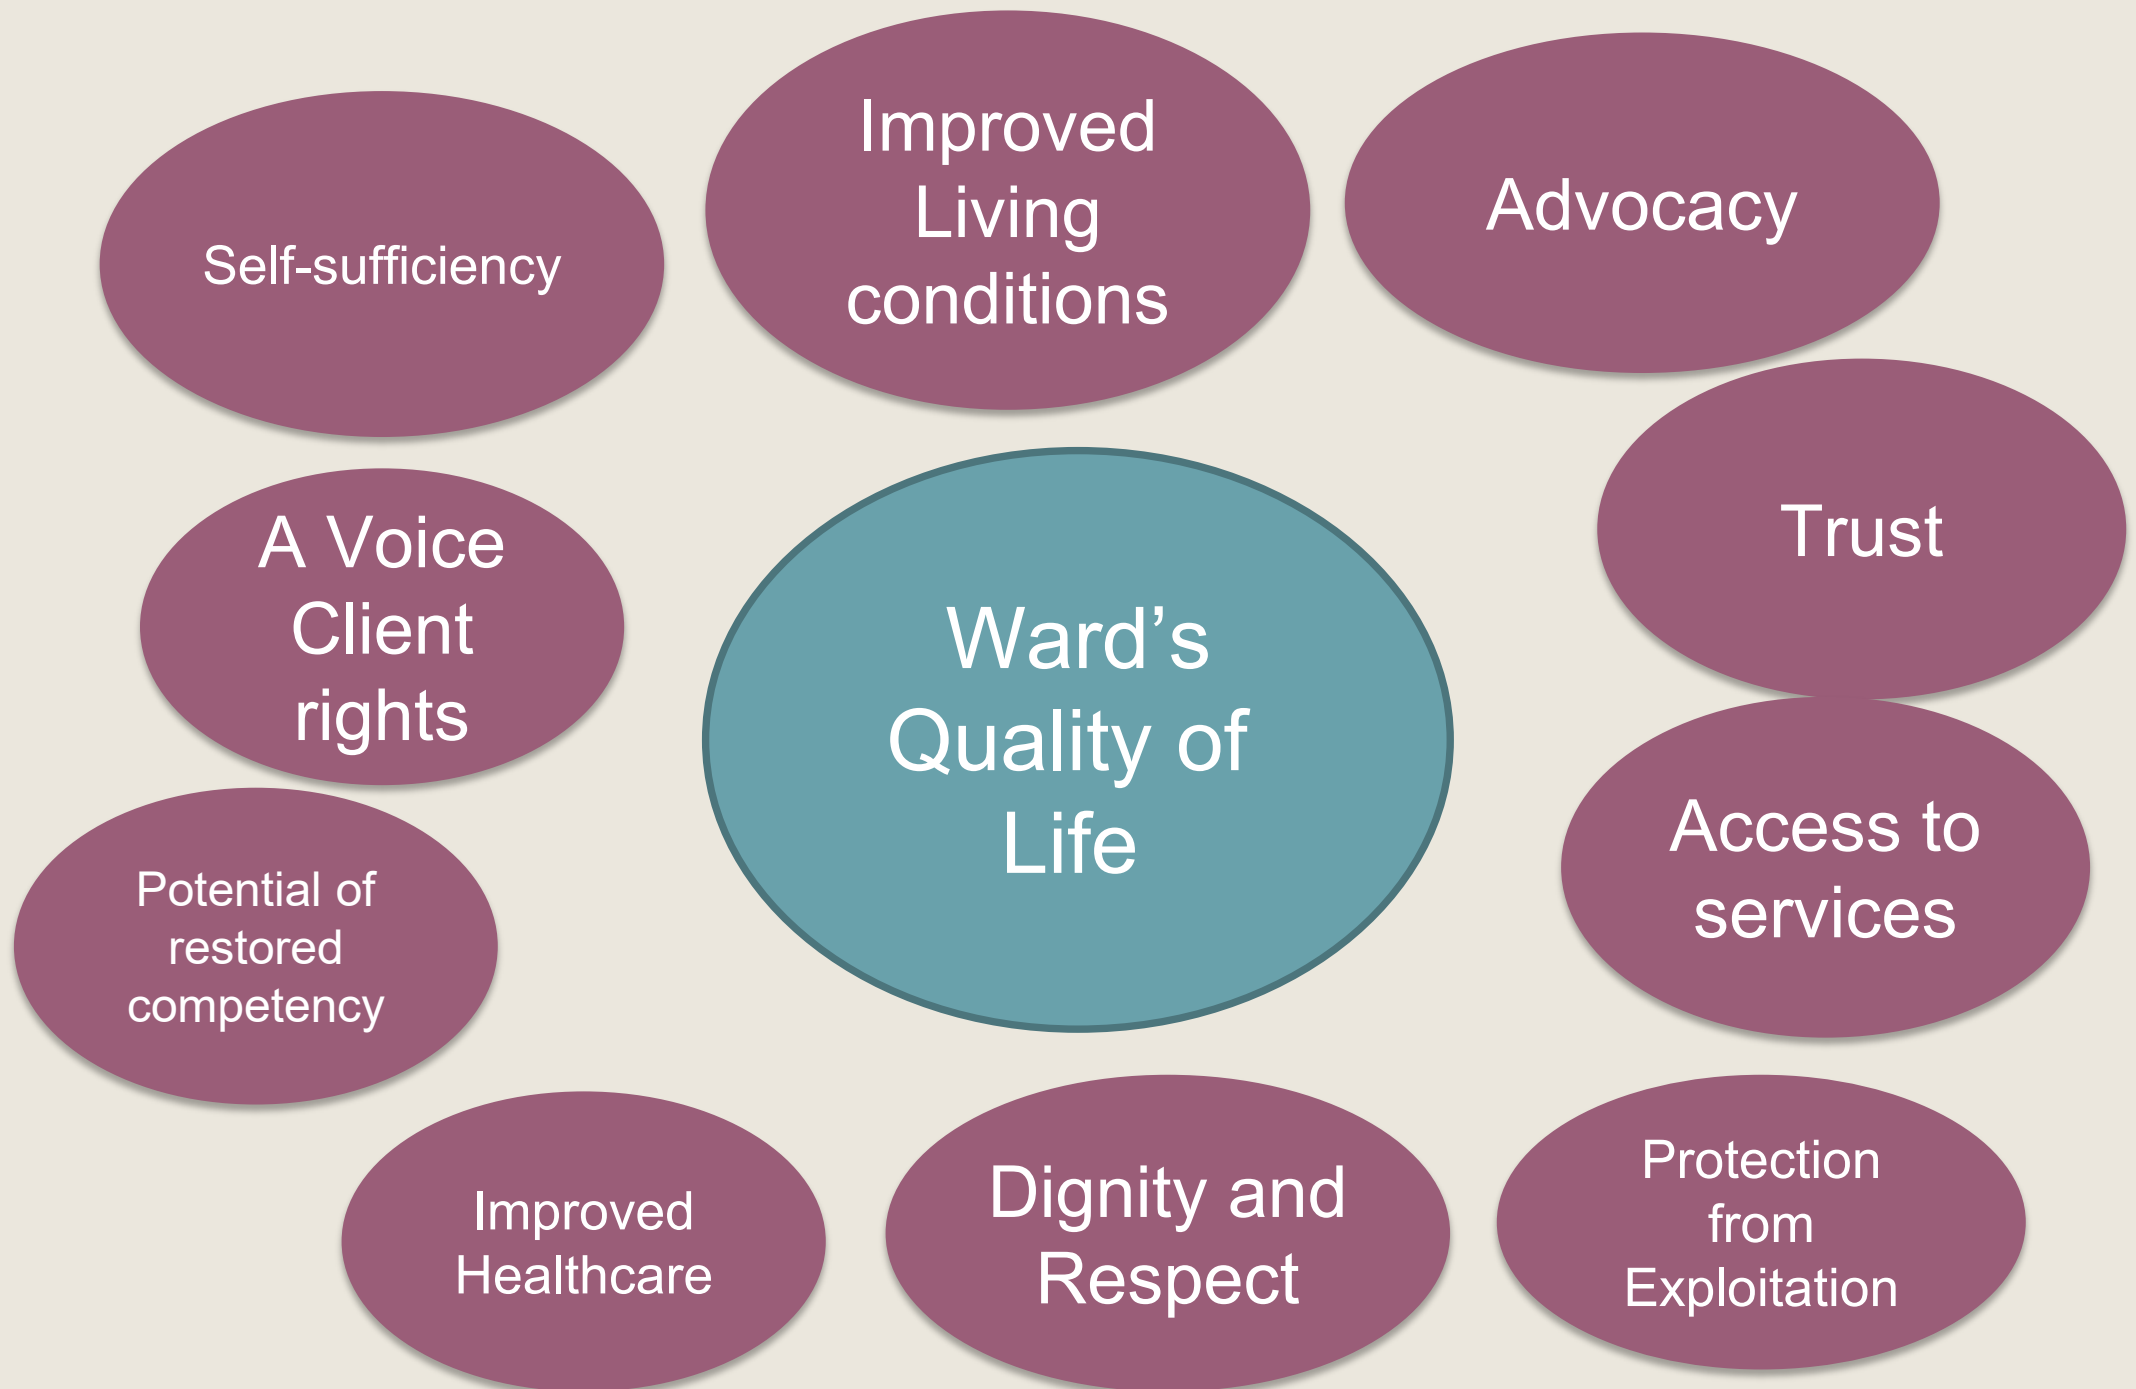 Self-sufficiency
Improved
Living
conditions
Advocacy
Trust
A Voice
Client
rights
Ward’s
Quality of
Life
Access to
services
Potential of
restored
competency
Improved
Healthcare
Dignity and
Respect
Protection
from
Exploitation